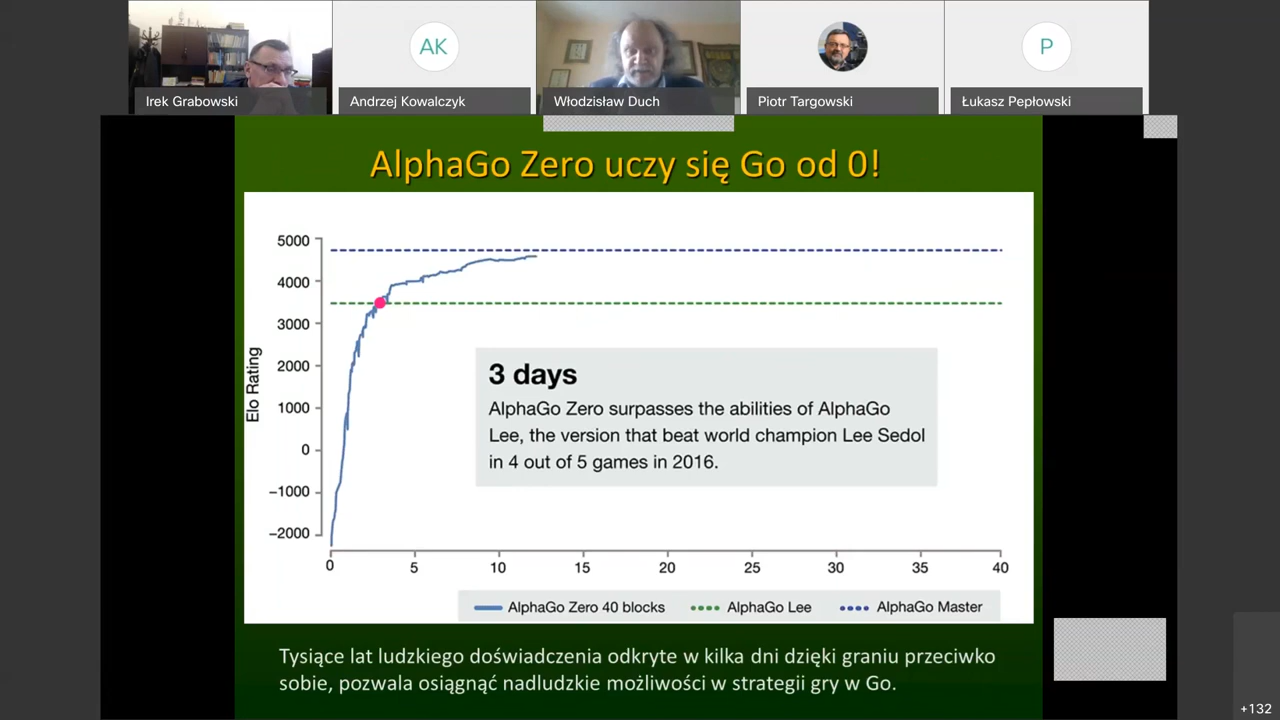 AK
P
Irek Grabowski
Andrzej Kowalczyk
Włodzisław Duch
Piotr Targowski
Łukasz Pepłowski
AlphaGo Zero uczy się Go od 0!
5000
4000
3000
2000
1000
0
−1000
−2000
Elo Rating
3 days
AlphaGo Zero surpasses the abilities of AlphaGo
Lee, the version that beat world champion Lee Sedol
in 4 out of 5 games in 2016.
0 5 10 15 20 25 30 35 40
AlphaGo Zero 40 blocks AlphaGo Lee AlphaGo Master
Tysiące lat ludzkiego doświadczenia odkryte w kilka dni dzięki graniu przeciwko
sobie, pozwala osiągnąć nadludzkie możliwości w strategii gry w Go.
+132